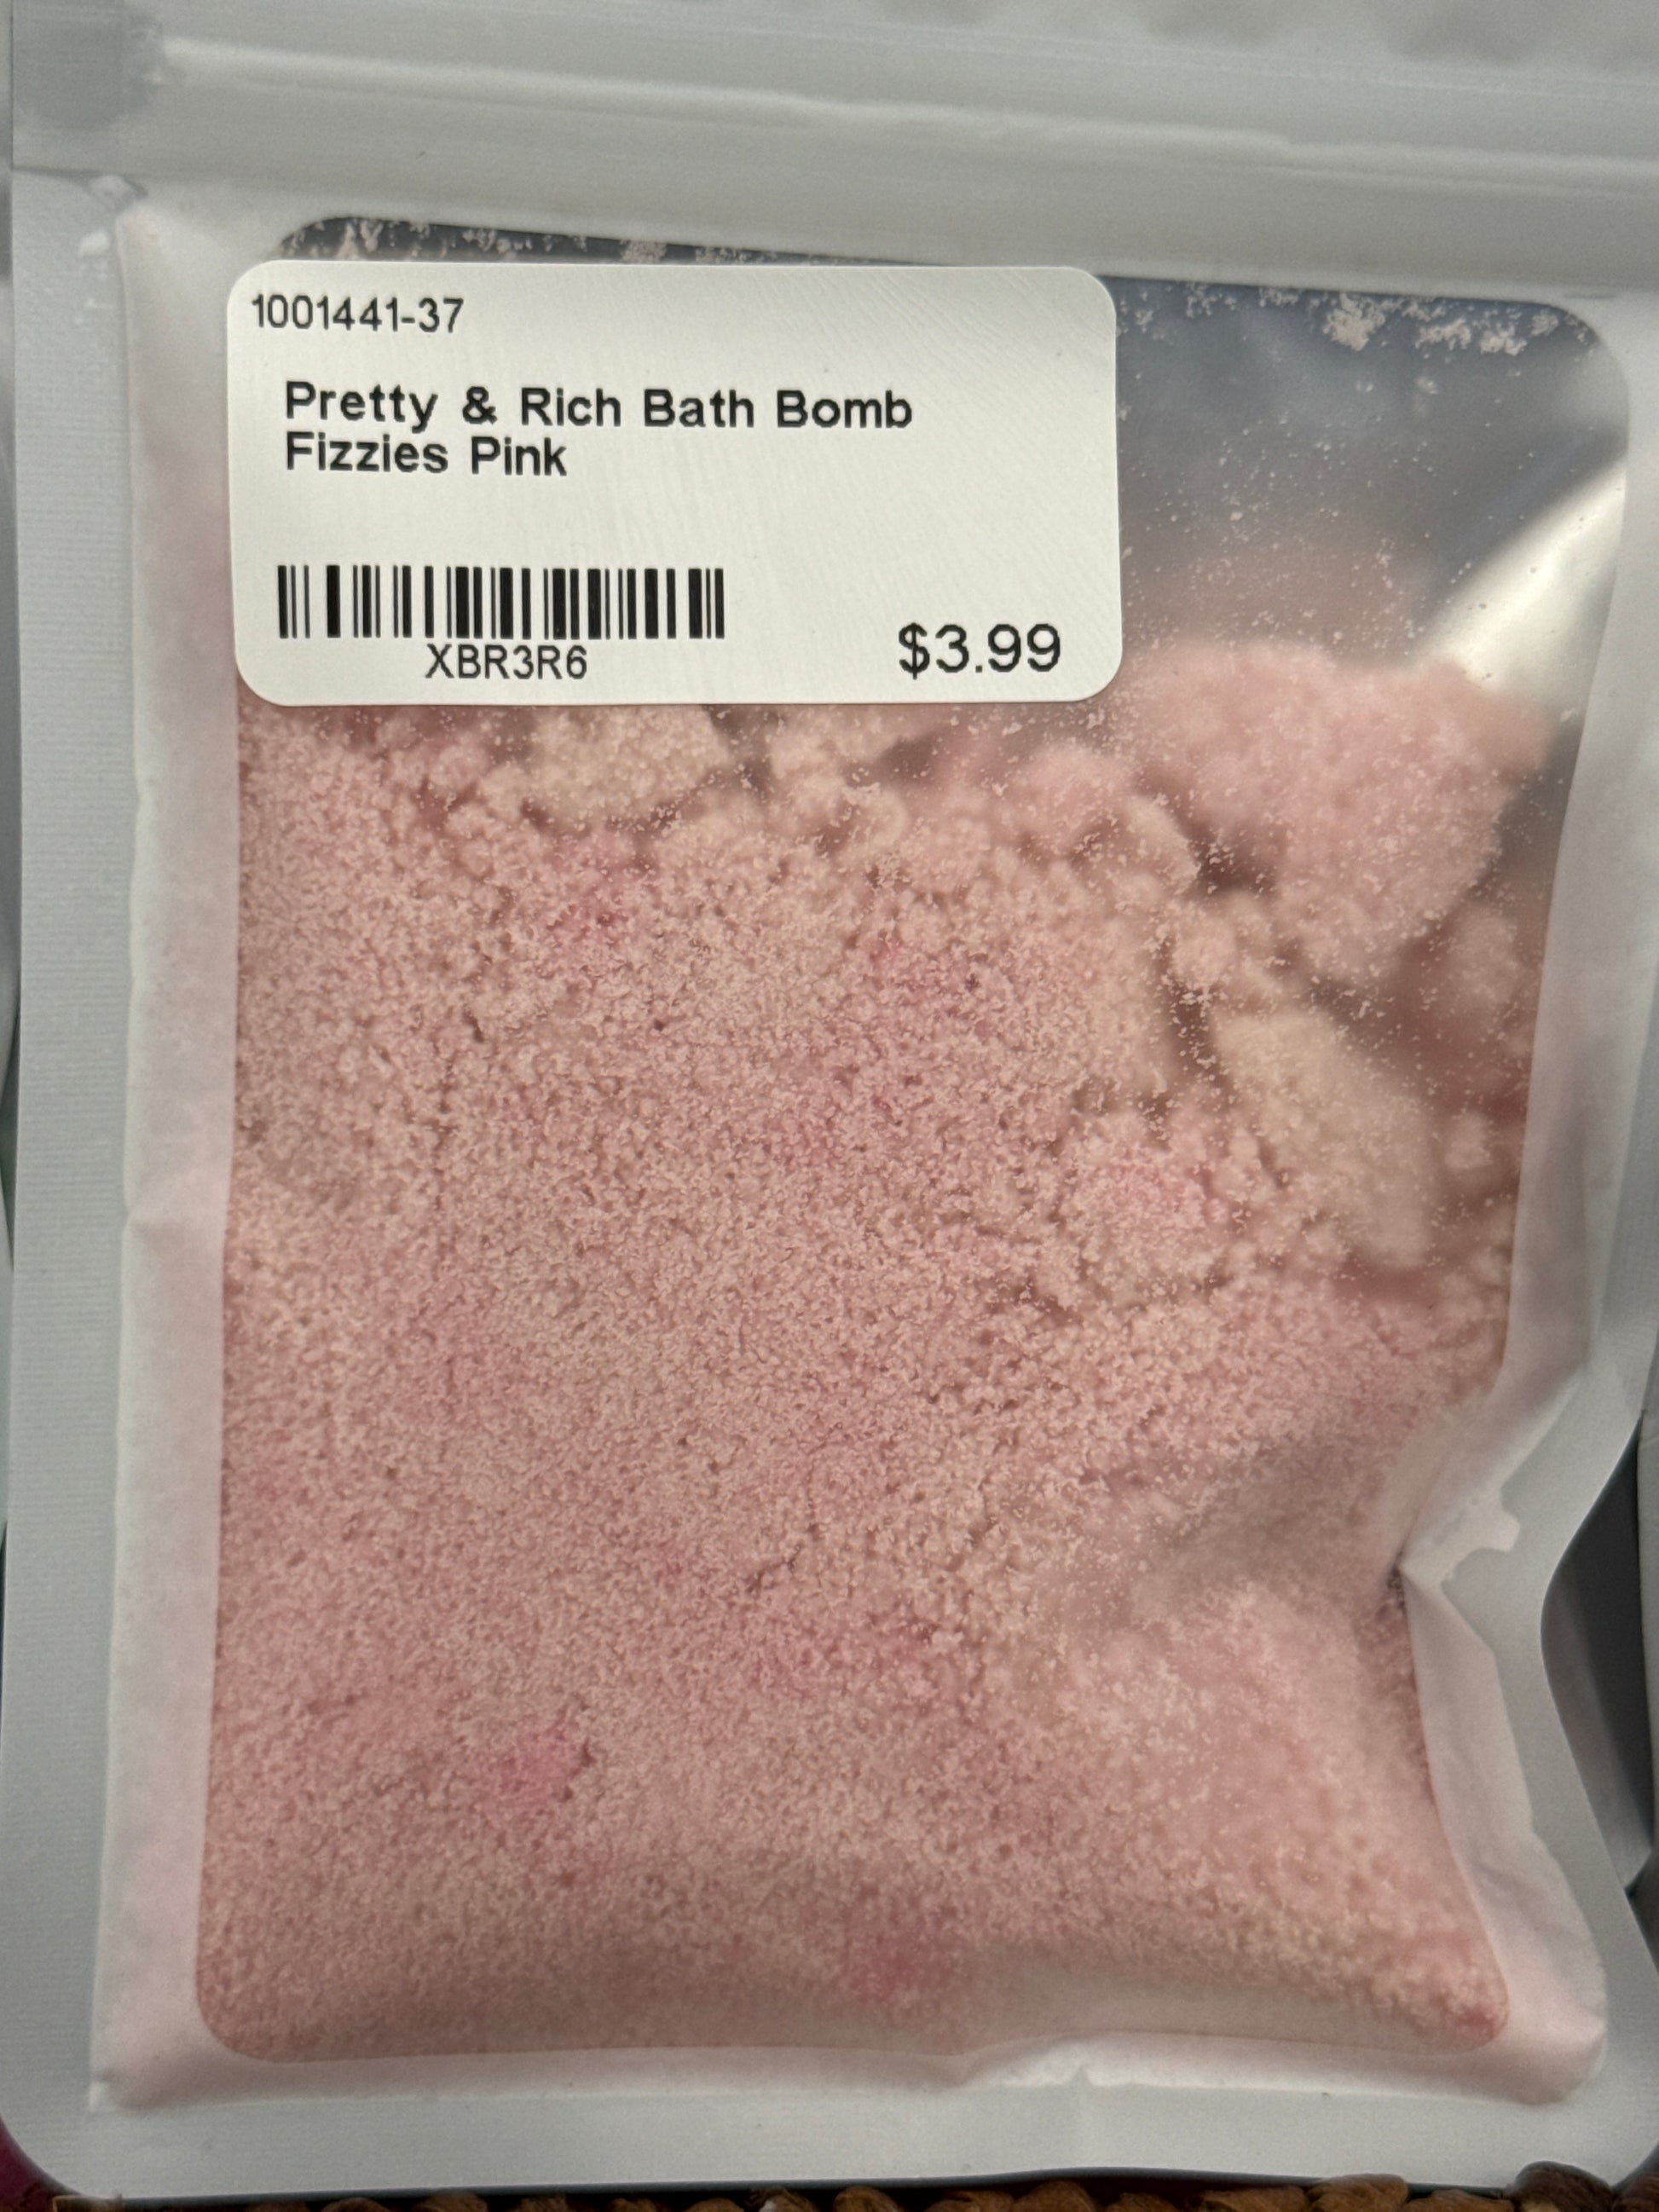 1001441-37
Pretty & Rich Bath Bomb
Fizzies Pink
XBR3R6
$3.99